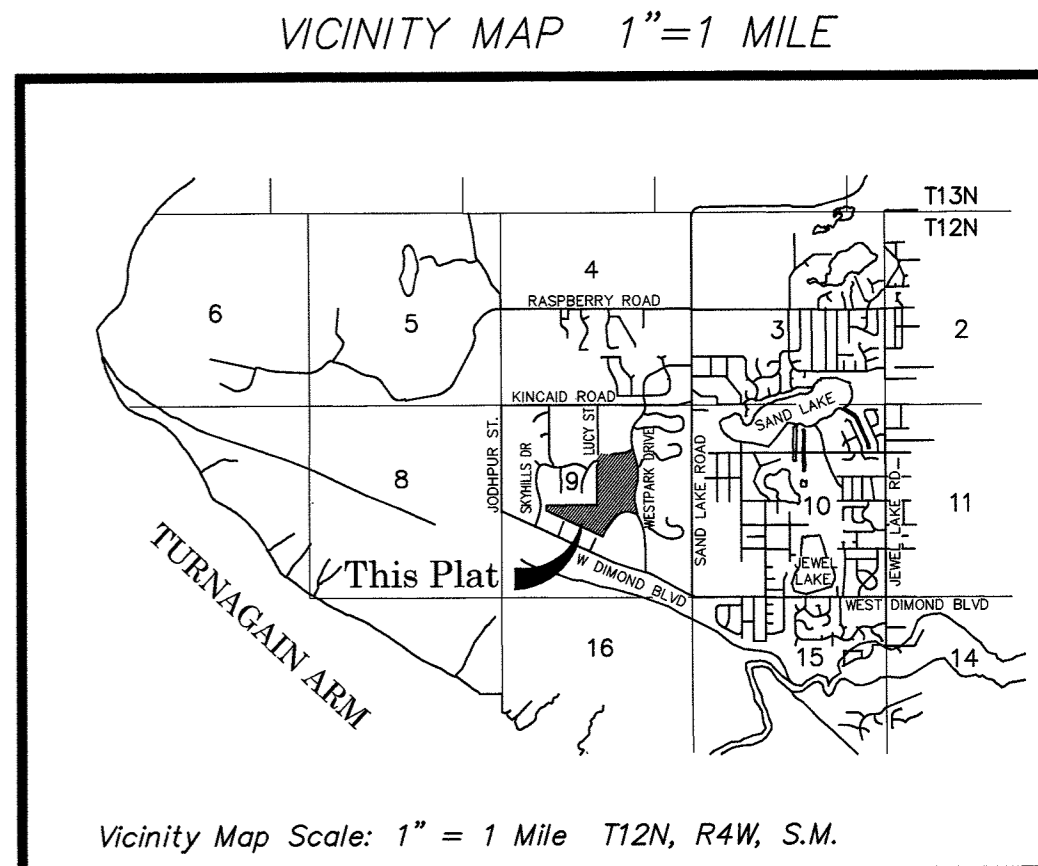 VICINITY MAP 1"=1 MILE
T13N
T12N
4
RASPBERRY ROAD
6
5
3
2
KINCAID ROAD
SAND LAKE
LUCY ST
JODHPUR ST.
SKYHILLS DR
WESTPARK DRIVE
SAND LAKE ROAD
JEWEL LAKE RD
8
9
10
11
TURNAGAIN ARM
This Plat
W DIMOND BLVD
JEWEL
LAKE
WEST DIMOND BLVD
16
15
14
Vicinity Map Scale: 1" = 1 Mile T12N, R4W, S.M.